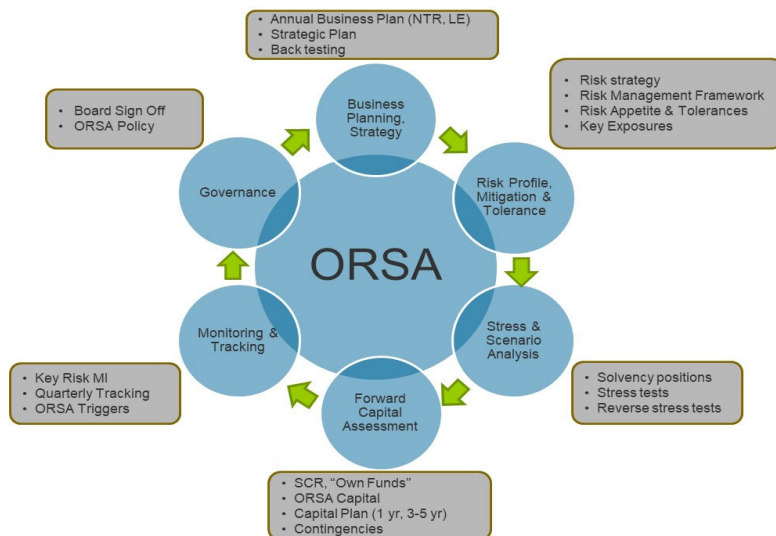 • Annual Business Plan (NTR, LE)
• Strategic Plan
• Back testing
Business
Planning,
Strategy
• Risk strategy
• Risk Management Framework
• Risk Appetite & Tolerances
• Key Exposures
Risk Profile,
Mitigation &
Tolerance
Stress &
Scenario
Analysis
• Solvency positions
• Stress tests
• Reverse stress tests
Forward
Capital
Assessment
• SCR, “Own Funds”
• ORSA Capital
• Capital Plan (1 yr, 3-5 yr)
• Contingencies
Monitoring &
Tracking
• Key Risk MI
• Quarterly Tracking
• ORSA Triggers
Governance
• Board Sign Off
• ORSA Policy
ORSA